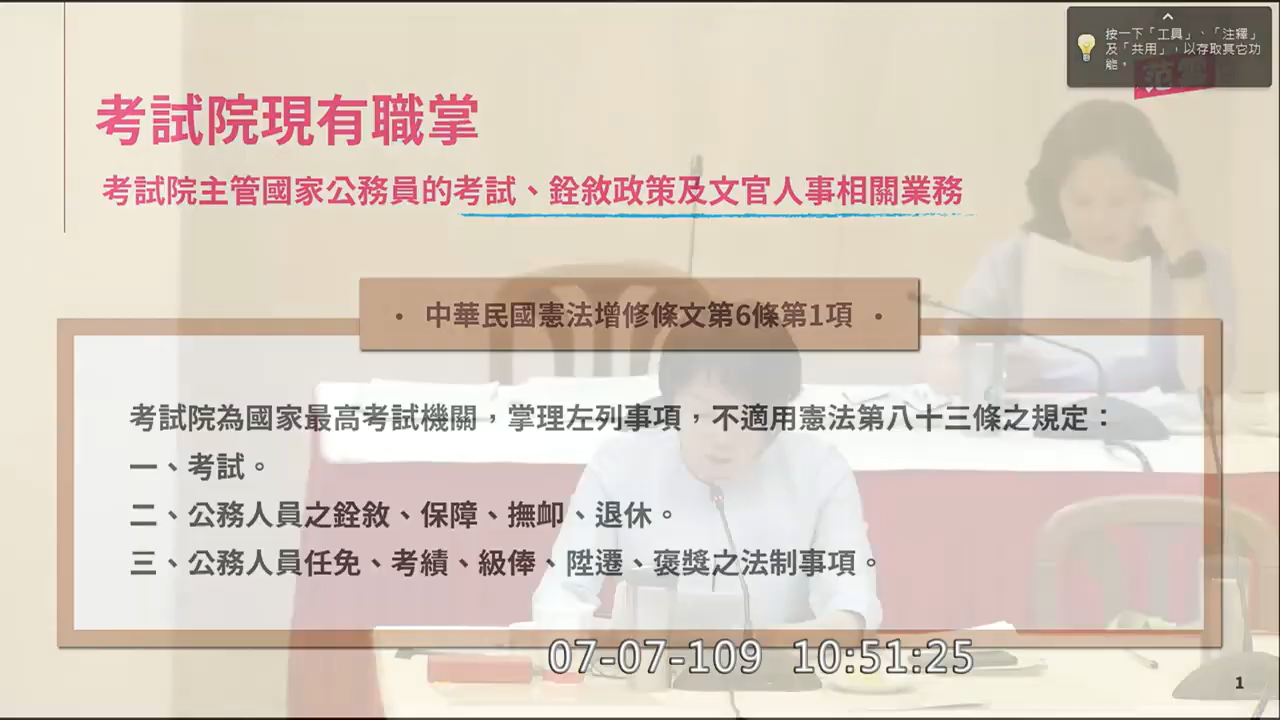 按一下「工具」、「注釋」
及「共用」，以存取其它功
能。
考試院現有職掌
考試院主管國家公務員的考試、銓敘政策及文官人事相關業務
• 中華民國憲法增修條文第6條第1項 •
考試院為國家最高考試機關，掌理左列事項，不適用憲法第八十三條之規定：
一、考試。
二、公務人員之銓敘、保障、撫卹、退休。
三、公務人員任免、考績、級俸、陞遷、褒獎之法制事項。
07-07-109 10:51:25
1